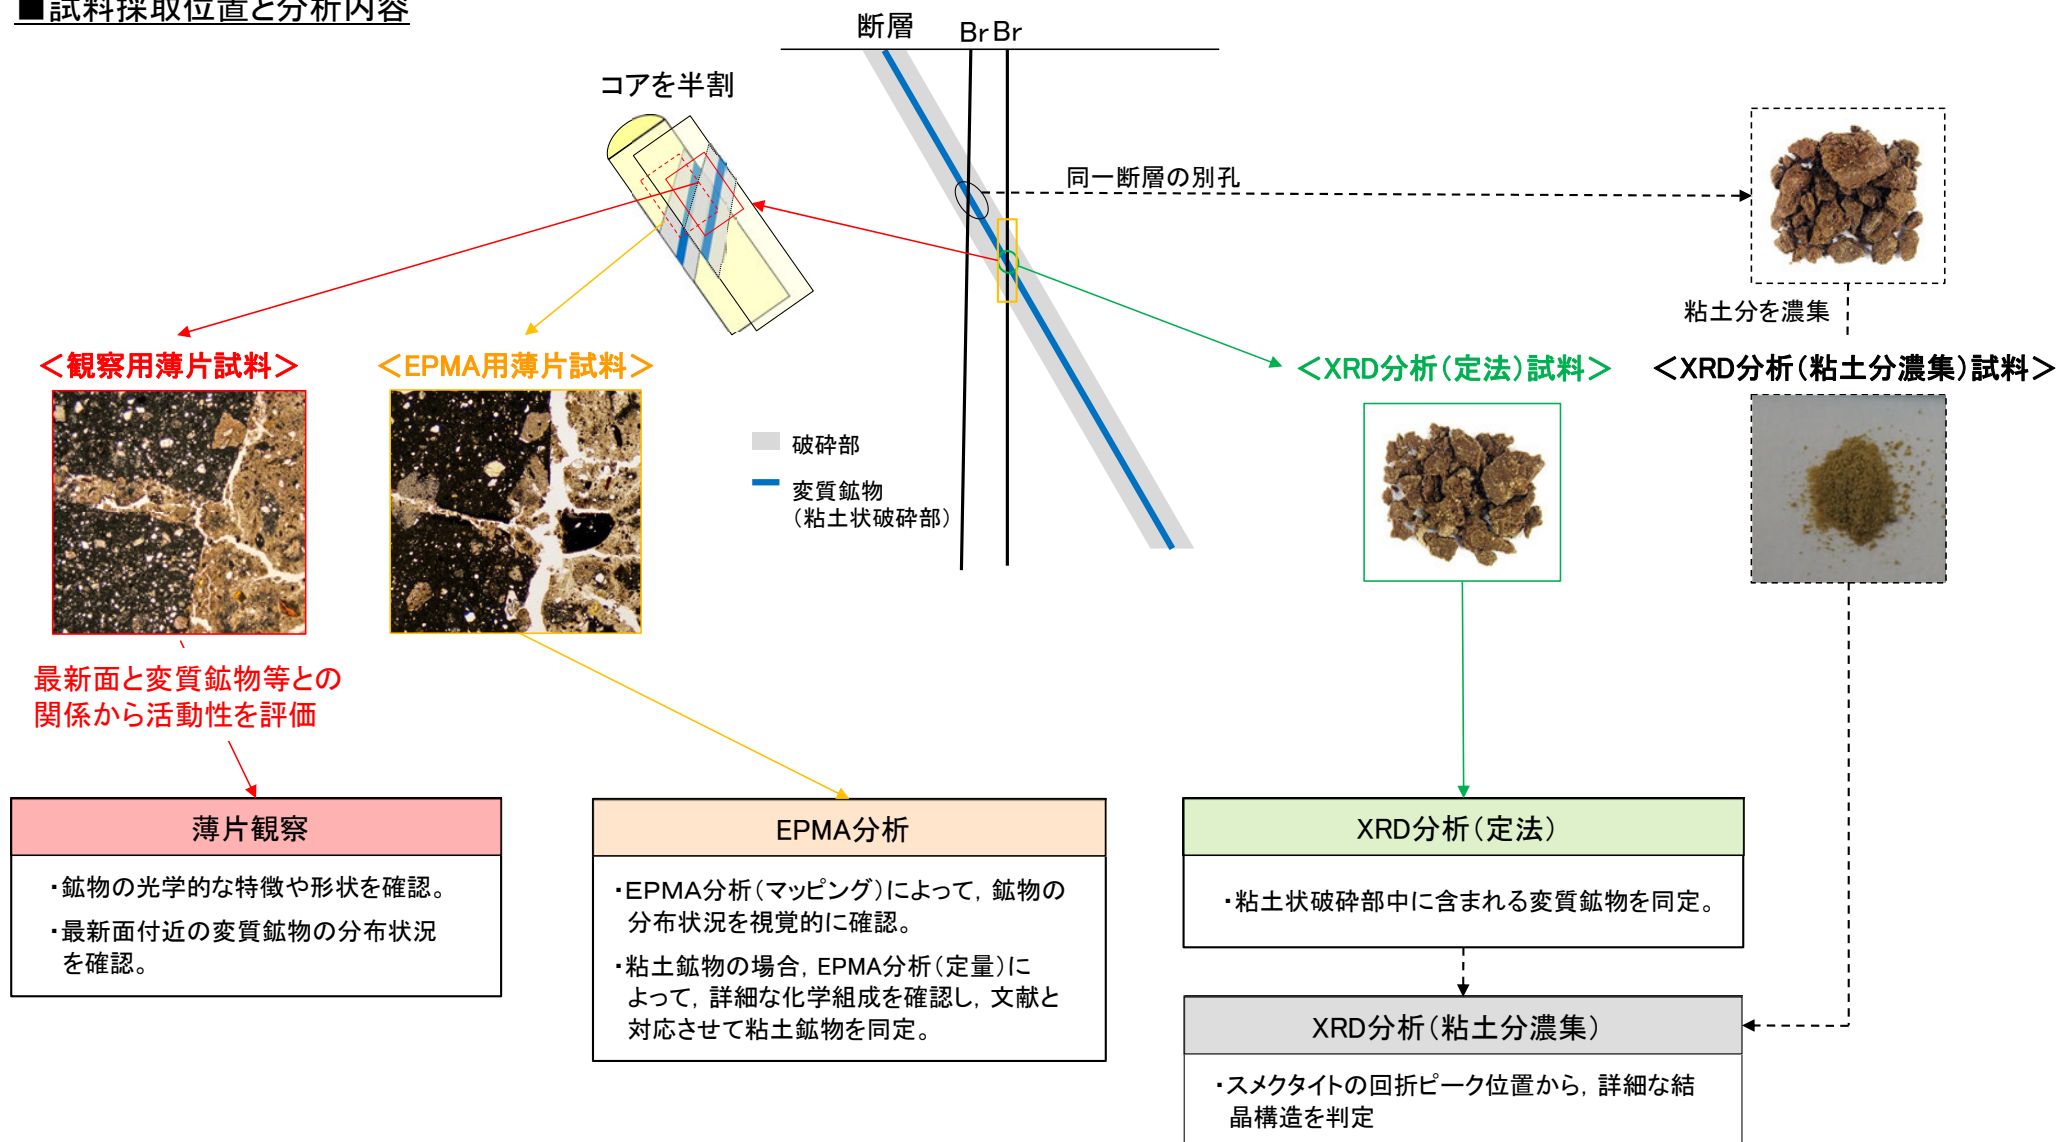 ■試料採取位置と分析内容
断層
Br Br
コアを半割
同一断層の別孔
粘土分を濃集
＜観察用薄片試料＞
＜EPMA用薄片試料＞
＜XRD分析（定法）試料＞
＜XRD分析（粘土分濃集）試料＞
破砕部
変質鉱物
（粘土状破砕部）
最新面と変質鉱物等との
関係から活動性を評価
薄片観察
・鉱物の光学的な特徴や形状を確認。
・最新面付近の変質鉱物の分布状況
を確認。
EPMA分析
・EPMA分析（マッピング）によって，鉱物の
分布状況を視覚的に確認。
・粘土鉱物の場合，EPMA分析（定量）に
よって，詳細な化学組成を確認し，文献と
対応させて粘土鉱物を同定。
XRD分析（定法）
・粘土状破砕部中に含まれる変質鉱物を同定。
XRD分析（粘土分濃集）
・スメクタイトの回折ピーク位置から，詳細な結
晶構造を判定